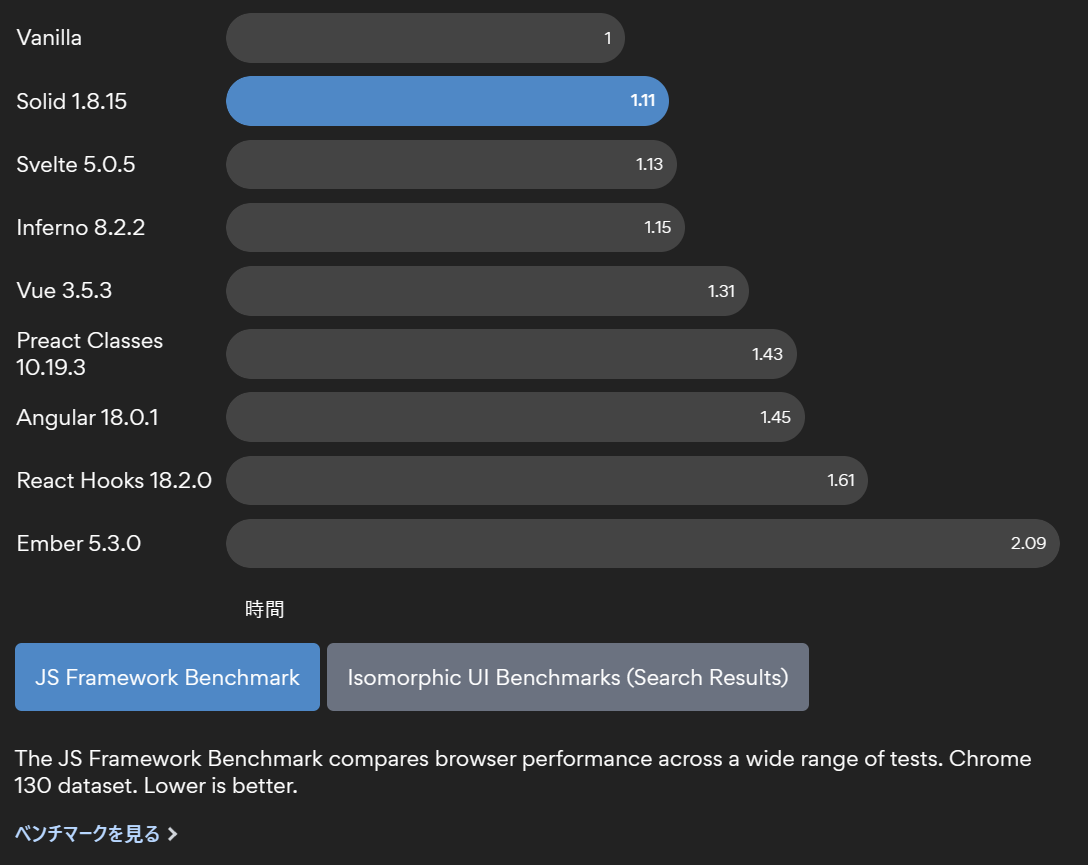 Vanilla 1
Solid 1.8.15 1.11
Svelte 5.0.5 1.13
Inferno 8.2.2 1.15
Vue 3.5.3 1.31
Preact Classes
10.19.3 1.43
Angular 18.0.1 1.45
React Hooks 18.2.0 1.61
Ember 5.3.0 2.09
時間
JS Framework Benchmark Isomorphic UI Benchmarks (Search Results)
The JS Framework Benchmark compares browser performance across a wide range of tests. Chrome
130 dataset. Lower is better.
ベンチマークを見る